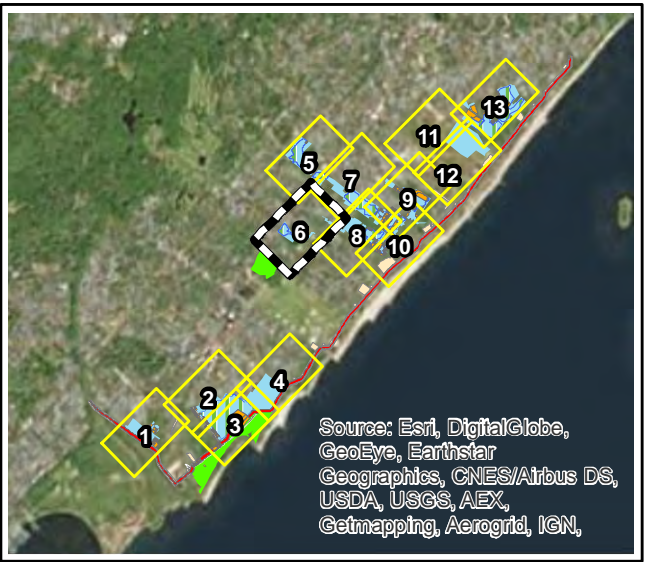 13
11
5
12
7
9
6
8
10
4
2
3
1
Source: Esri, DigitalGlobe,
GeoEye, Earthstar
Geographics, CNES/Airbus DS,
USDA, USGS, AEX,
Getmapping, Aerogrid, IGN,